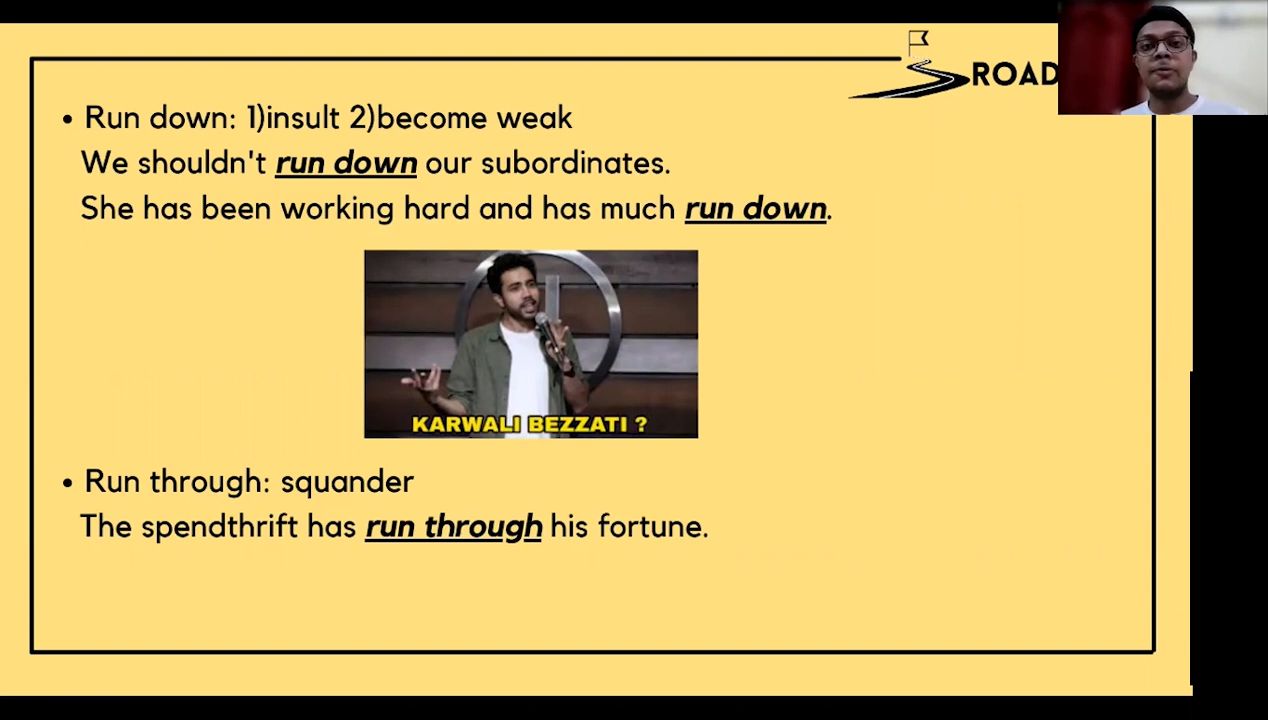 ROAD
• Run down: 1)insult 2)become weak
We shouldn't run down our subordinates.
She has been working hard and has much run down.
KARWALI BEZZATI ?
• Run through: squander
The spendthrift has run through his fortune.